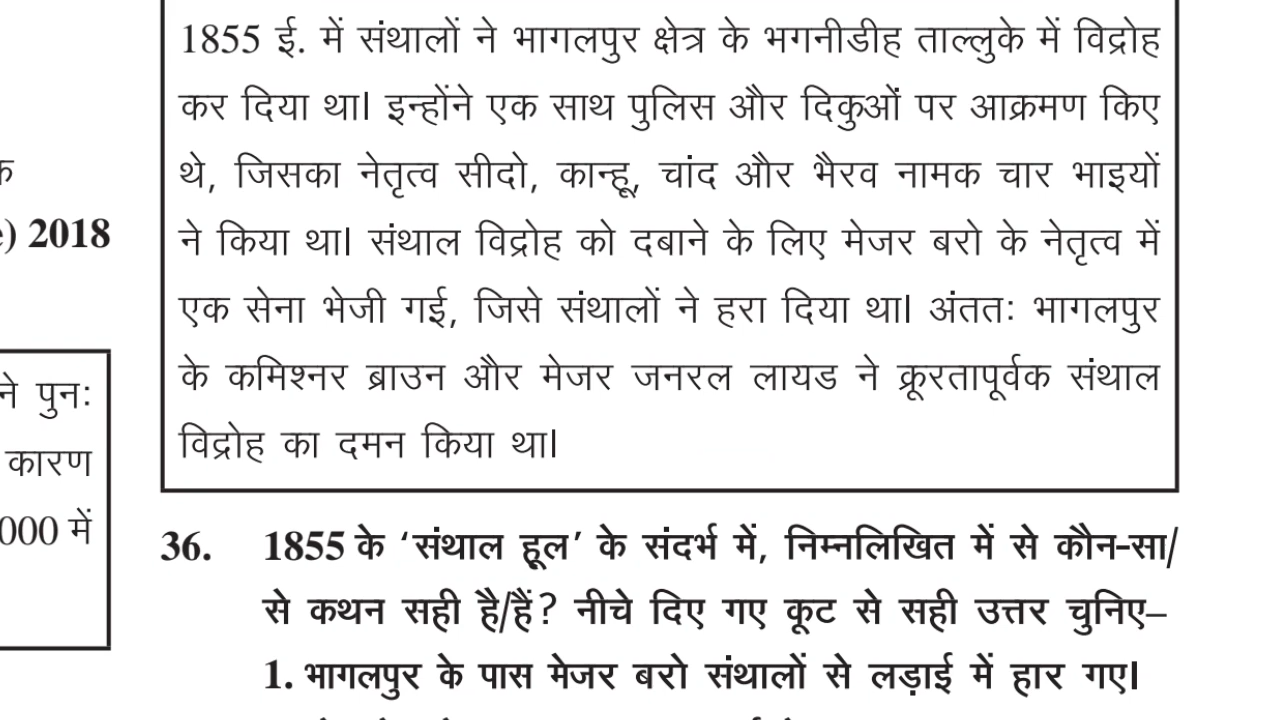 1855 ई. में संथालों ने भागलपुर क्षेत्र के भगनीडीह ताल्लुके में विद्रोह
कर दिया था। इन्होंने एक साथ पुलिस और दिकुओं पर आक्रमण किए
थे, जिसका नेतृत्व सीदो, कान्हू, चांद और भैरव नामक चार भाइयों
ने किया था। संथाल विद्रोह को दबाने के लिए मेजर बरो के नेतृत्व में
एक सेना भेजी गई, जिसे संथालों ने हरा दिया था। अंततः भागलपुर
के कमिश्नर ब्राउन और मेजर जनरल लायड ने क्रूरतापूर्वक संथाल
विद्रोह का दमन किया था।
) 2018
ने पुनः
कारण
000 में
36. 1855 के ‘संथाल हूल’ के संदर्भ में, निम्नलिखित में से कौन-सा/
से कथन सही है/हैं? नीचे दिए गए कूट से सही उत्तर चुनिए–
1. भागलपुर के पास मेजर बरो संथालों से लड़ाई में हार गए।